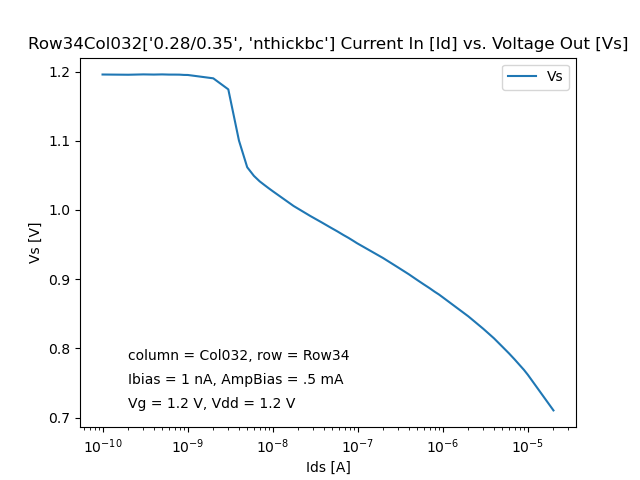 Row34Col032['0.28/0.35', 'nthickbc'] Current In [Id] vs. Voltage Out [Vs]
Vs
1.2
1.1
1.0
0.9
0.8
0.7
Vs [V]
column = Col032, row = Row34
Ibias = 1 nA, AmpBias = .5 mA
Vg = 1.2 V, Vdd = 1.2 V
10⁻¹⁰ 10⁻⁹ 10⁻⁸ 10⁻⁷ 10⁻⁶ 10⁻⁵
Ids [A]